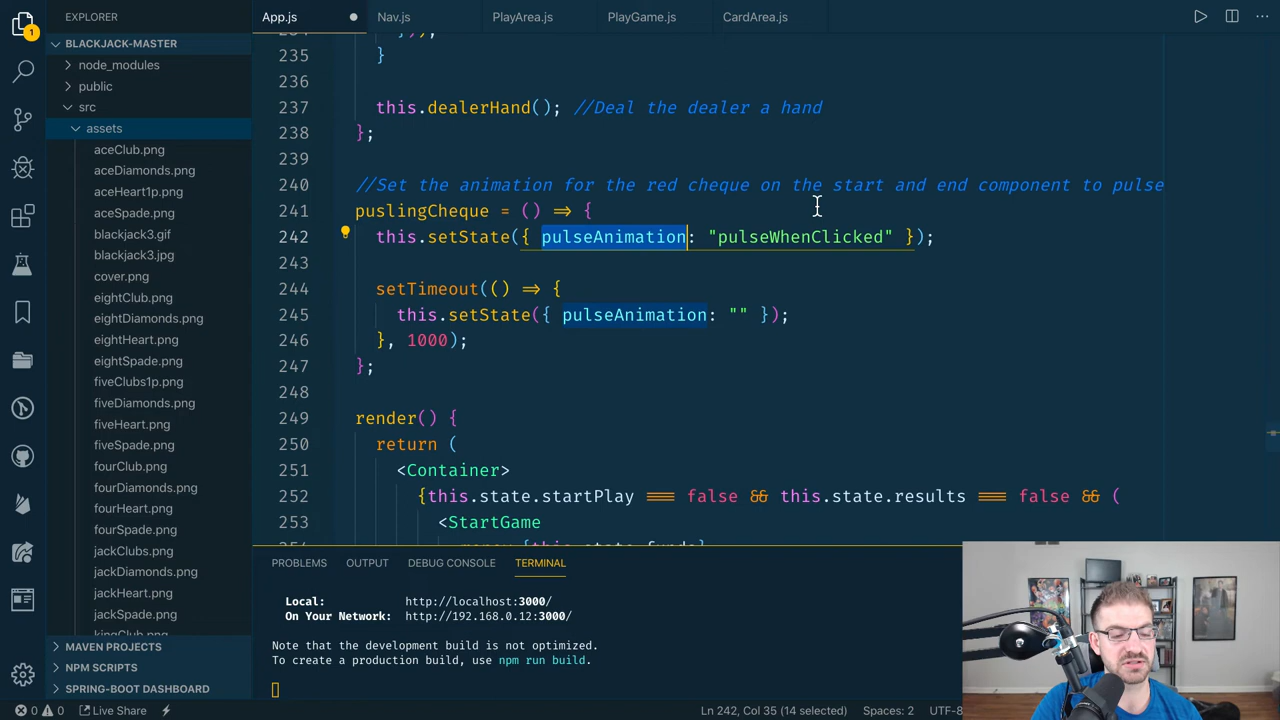 App.js
Nav.js
PlayArea.js
PlayGame.js
CardArea.js
EXPLORER
BLACKJACK-MASTER
node_modules
public
src
assets
aceClub.png
aceDiamonds.png
aceHeart1p.png
aceSpade.png
blackjack3.gif
blackjack3.jpg
cover.png
eightClub.png
eightDiamonds.png
eightHeart.png
eightSpade.png
fiveClubs1p.png
fiveDiamonds.png
fiveHeart.png
fiveSpade.png
fourClub.png
fourDiamonds.png
fourHeart.png
fourSpade.png
jackClubs.png
jackDiamonds.png
jackHeart.png
jackSpade.png
kingClub.png
MAVEN PROJECTS
NPM SCRIPTS
SPRING-BOOT DASHBOARD
1
235 }
236
237 this.dealerHand(); //Deal the dealer a hand
238 };
239
240 //Set the animation for the red cheque on the start and end component to pulse
241 puslingCheque = () => {
242 this.setState({ pulseAnimation: "pulseWhenClicked" });
243
244 setTimeout(() => {
245 this.setState({ pulseAnimation: "" });
246 }, 1000);
247 };
248
249 render() {
250 return (
251 <Container>
252 {this.state.startPlay === false && this.state.results === false && (
253 <StartGame
PROBLEMS OUTPUT DEBUG CONSOLE TERMINAL
Local: http://localhost:3000/
On Your Network: http://192.168.0.12:3000/
Note that the development build is not optimized.
To create a production build, use npm run build.
0 0 Live Share Ln 242, Col 35 (14 selected) Spaces: 2 UTF-8